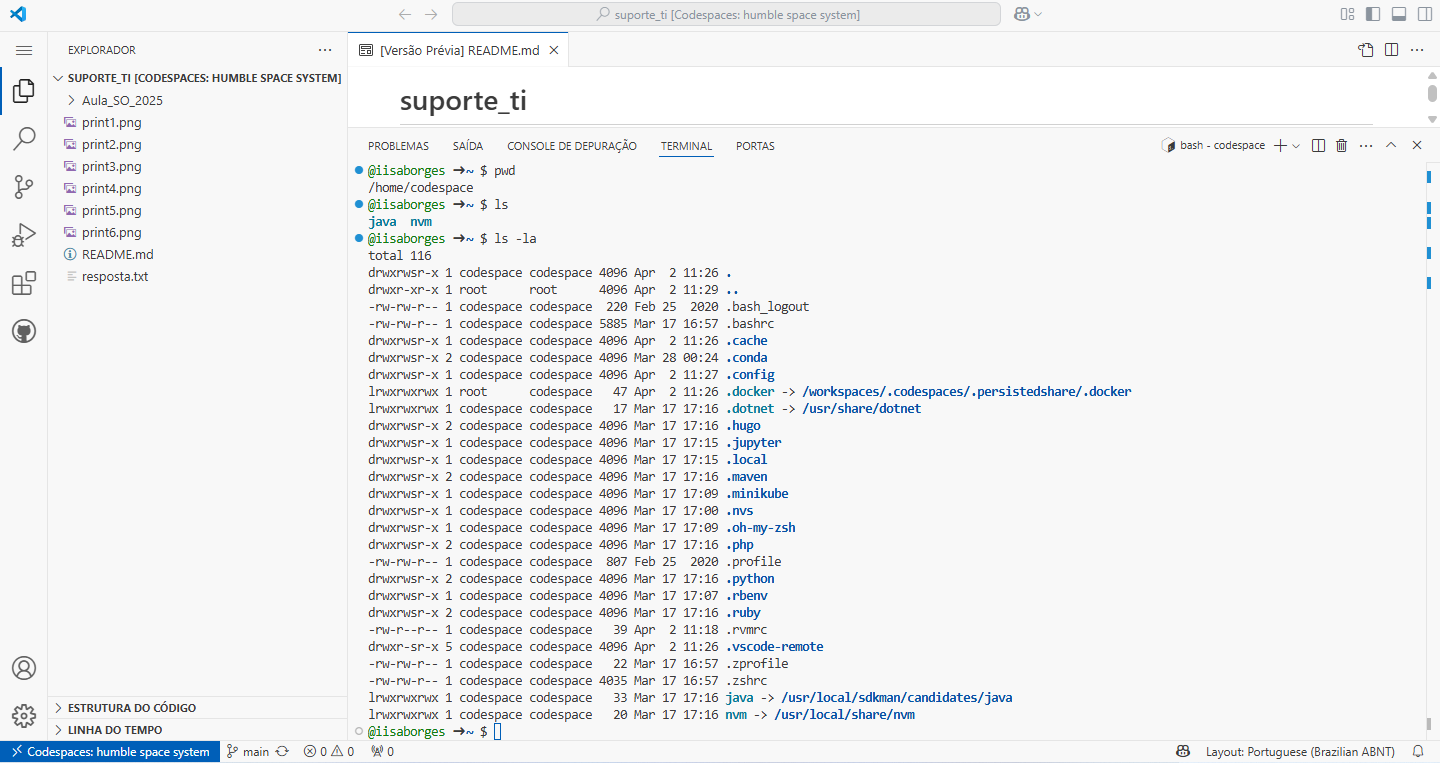 suporte_ti [Codespaces: humble space system]
EXPLORADOR
SUPORTE_TI [CODESPACES: HUMBLE SPACE SYSTEM]
Aula_SO_2025
print1.png
print2.png
print3.png
print4.png
print5.png
print6.png
README.md
resposta.txt
ESTRUTURA DO CÓDIGO
LINHA DO TEMPO
[Versão Prévia] README.md
suporte_ti
PROBLEMAS SAÍDA CONSOLE DE DEPURAÇÃO TERMINAL PORTAS
bash - codespace
@iisaborges ➜~ $ pwd
/home/codespace
@iisaborges ➜~ $ ls
java  nvm
@iisaborges ➜~ $ ls -la
total 116
drwxrwsr-x 1 codespace codespace 4096 Apr  2 11:26 .
drwxr-xr-x 1 root      root      4096 Apr  2 11:29 ..
-rw-rw-r-- 1 codespace codespace  220 Feb 25  2020 .bash_logout
-rw-rw-r-- 1 codespace codespace 5885 Mar 17 16:57 .bashrc
drwxrwsr-x 1 codespace codespace 4096 Apr  2 11:26 .cache
drwxrwsr-x 2 codespace codespace 4096 Mar 28 00:24 .conda
drwxrwsr-x 1 codespace codespace 4096 Apr  2 11:27 .config
lrwxrwxrwx 1 root      codespace   47 Apr  2 11:26 .docker -> /workspaces/.codespaces/.persistedshare/.docker
lrwxrwxrwx 1 codespace codespace   17 Mar 17 17:16 .dotnet -> /usr/share/dotnet
drwxrwsr-x 2 codespace codespace 4096 Mar 17 17:16 .hugo
drwxrwsr-x 1 codespace codespace 4096 Mar 17 17:15 .jupyter
drwxrwsr-x 1 codespace codespace 4096 Mar 17 17:15 .local
drwxrwsr-x 2 codespace codespace 4096 Mar 17 17:16 .maven
drwxrwsr-x 1 codespace codespace 4096 Mar 17 17:09 .minikube
drwxrwsr-x 1 codespace codespace 4096 Mar 17 17:00 .nvs
drwxrwsr-x 1 codespace codespace 4096 Mar 17 17:09 .oh-my-zsh
drwxrwsr-x 2 codespace codespace 4096 Mar 17 17:16 .php
-rw-rw-r-- 1 codespace codespace  807 Feb 25  2020 .profile
drwxrwsr-x 2 codespace codespace 4096 Mar 17 17:16 .python
drwxrwsr-x 1 codespace codespace 4096 Mar 17 17:07 .rbenv
drwxrwsr-x 2 codespace codespace 4096 Mar 17 17:16 .ruby
-rw-r--r-- 1 codespace codespace   39 Apr  2 11:18 .rvmrc
drwxr-sr-x 5 codespace codespace 4096 Apr  2 11:26 .vscode-remote
-rw-rw-r-- 1 codespace codespace   22 Mar 17 16:57 .zprofile
-rw-rw-r-- 1 codespace codespace 4035 Mar 17 16:57 .zshrc
lrwxrwxrwx 1 codespace codespace   33 Mar 17 17:16 java -> /usr/local/sdkman/candidates/java
lrwxrwxrwx 1 codespace codespace   20 Mar 17 17:16 nvm -> /usr/local/share/nvm
@iisaborges ➜~ $
Codespaces: humble space system main 0 0 0 Layout: Portuguese (Brazilian ABNT)